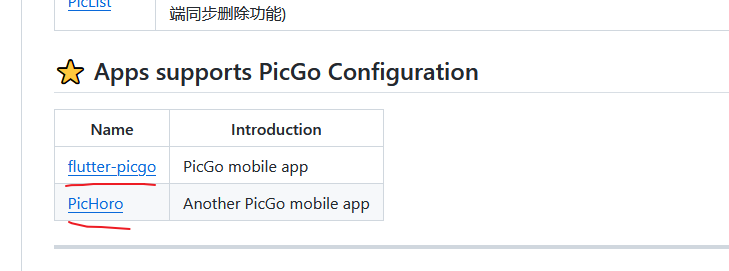 PicList
端同步删除功能)
Apps supports PicGo Configuration
Name Introduction
flutter-picgo PicGo mobile app
PicHoro Another PicGo mobile app